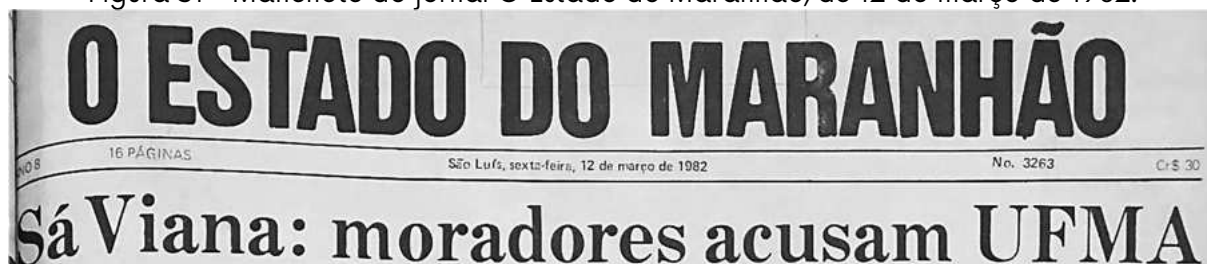 O ESTADO DO MARANHÃO
16 PÁGINAS São Luís, sexta-feira, 12 de março de 1982 No. 3263 Cr$ 30
Sá Viana: moradores acusam UFMA